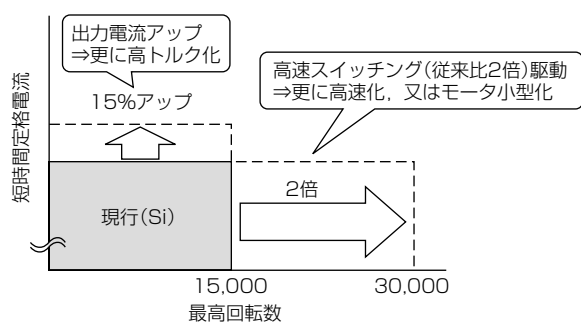 出力電流アップ
⇒更に高トルク化
高速スイッチング(従来比2倍)駆動
⇒更に高速化，又はモータ小型化
15%アップ
短時間定格電流
2倍
現行(Si)
15,000
30,000
最高回転数